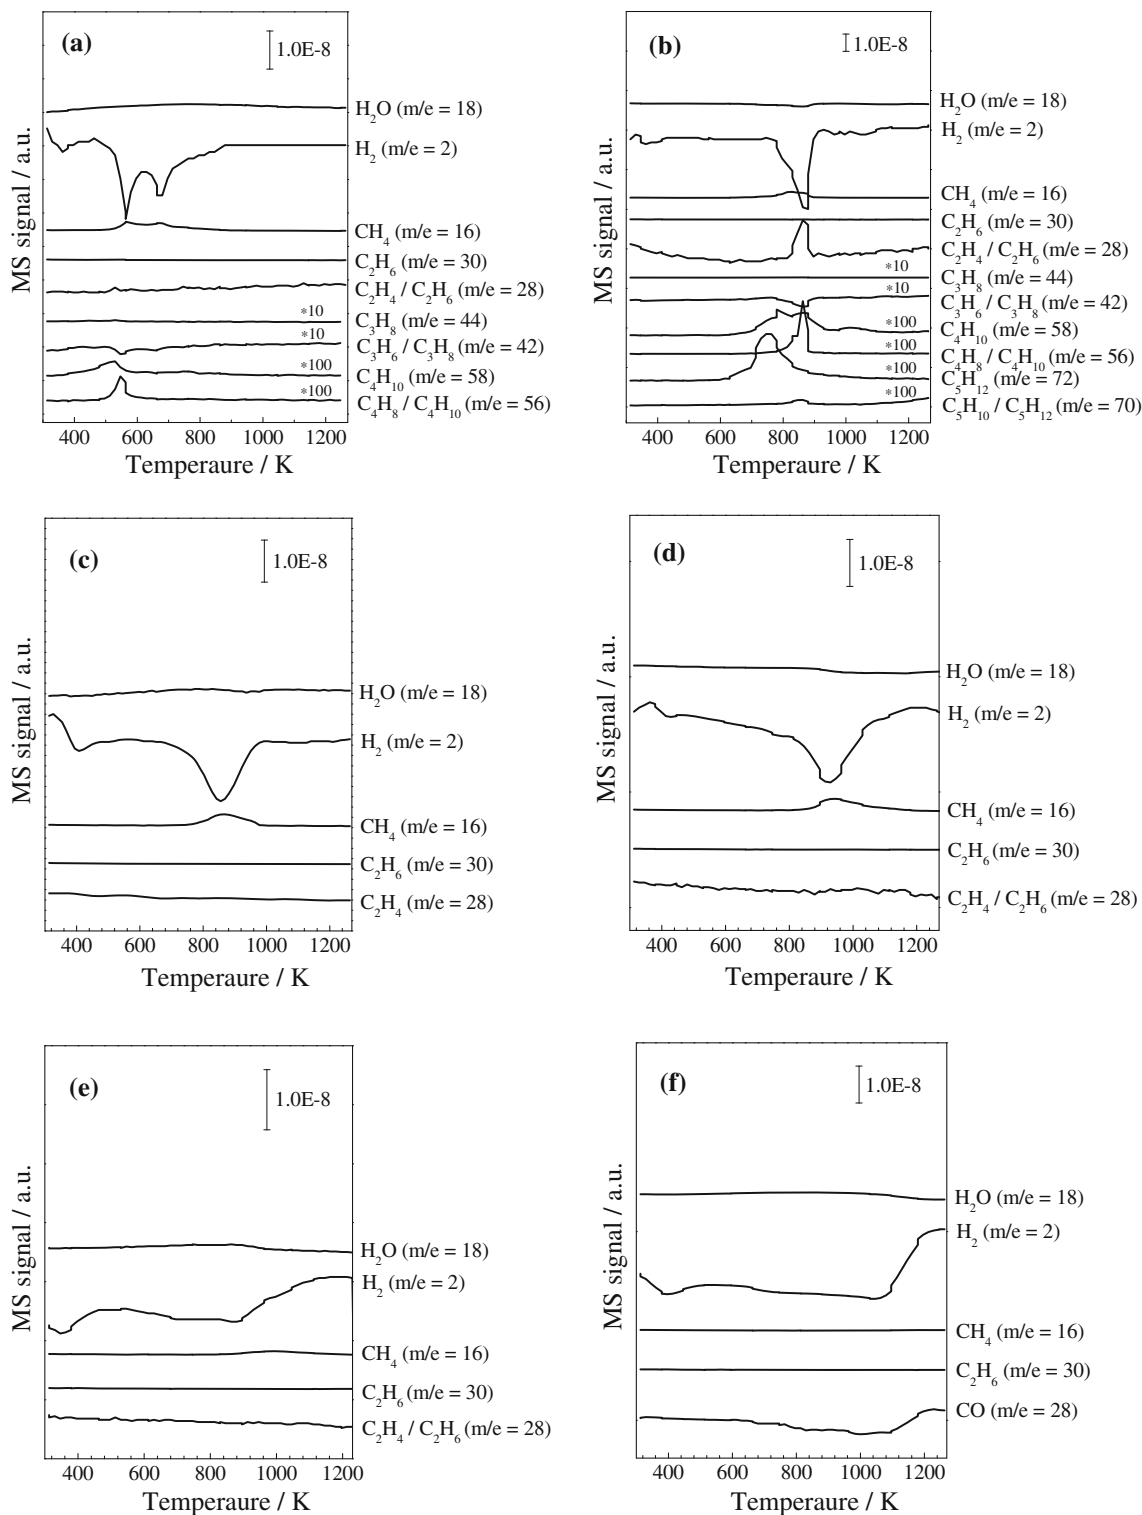 (a)
1.0E-8
H₂O (m/e = 18)
H₂ (m/e = 2)
CH₄ (m/e = 16)
C₂H₆ (m/e = 30)
C₂H₄ / C₂H₆ (m/e = 28)
*10
C₃H₈ (m/e = 44)
*10
C₃H₆ / C₃H₈ (m/e = 42)
*100
C₄H₁₀ (m/e = 58)
*100
C₄H₈ / C₄H₁₀ (m/e = 56)
MS signal / a.u.
400 600 800 1000 1200
Temperaure / K
(b)
1.0E-8
H₂O (m/e = 18)
H₂ (m/e = 2)
CH₄ (m/e = 16)
C₂H₆ (m/e = 30)
C₂H₄ / C₂H₆ (m/e = 28)
*10
C₃H₈ (m/e = 44)
*10
C₃H₆ / C₃H₈ (m/e = 42)
*100
C₄H₁₀ (m/e = 58)
*100
C₄H₈ / C₄H₁₀ (m/e = 56)
*100
C₅H₁₂ (m/e = 72)
*100
C₅H₁₀ / C₅H₁₂ (m/e = 70)
MS signal / a.u.
400 600 800 1000 1200
Temperaure / K
(c)
1.0E-8
H₂O (m/e = 18)
H₂ (m/e = 2)
CH₄ (m/e = 16)
C₂H₆ (m/e = 30)
C₂H₄ (m/e = 28)
MS signal / a.u.
400 600 800 1000 1200
Temperaure / K
(d)
1.0E-8
H₂O (m/e = 18)
H₂ (m/e = 2)
CH₄ (m/e = 16)
C₂H₆ (m/e = 30)
C₂H₄ / C₂H₆ (m/e = 28)
MS signal / a.u.
400 600 800 1000 1200
Temperaure / K
(e)
1.0E-8
H₂O (m/e = 18)
H₂ (m/e = 2)
CH₄ (m/e = 16)
C₂H₆ (m/e = 30)
C₂H₄ / C₂H₆ (m/e = 28)
MS signal / a.u.
400 600 800 1000 1200
Temperaure / K
(f)
1.0E-8
H₂O (m/e = 18)
H₂ (m/e = 2)
CH₄ (m/e = 16)
C₂H₆ (m/e = 30)
CO (m/e = 28)
MS signal / a.u.
400 600 800 1000 1200
Temperaure / K